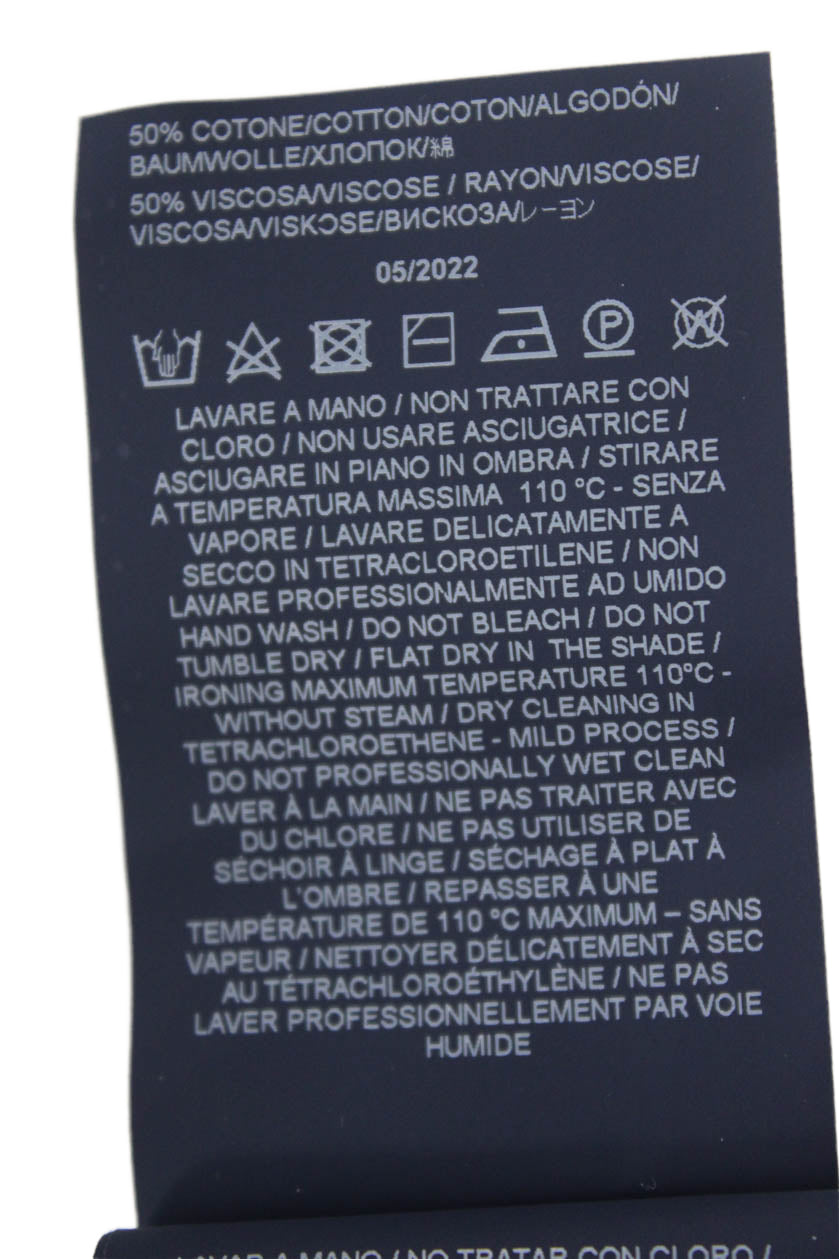 50% COTONE/COTTON/COTON/ALGODÓN/
BAUMWOLLE/ХЛОПОК/綿
50% VISCOSA/VISCOSE / RAYON/VISCOSE/
VISCOSA/VISKOSE/ВИСКОЗА/レーヨン
05/2022
P
W
LAVARE A MANO / NON TRATTARE CON
CLORO / NON USARE ASCIUGATRICE /
ASCIUGARE IN PIANO IN OMBRA / STIRARE
A TEMPERATURA MASSIMA 110 °C - SENZA
VAPORE / LAVARE DELICATAMENTE A
SECCO IN TETRACLOROETILENE / NON
LAVARE PROFESSIONALMENTE AD UMIDO
HAND WASH / DO NOT BLEACH / DO NOT
TUMBLE DRY / FLAT DRY IN THE SHADE /
IRONING MAXIMUM TEMPERATURE 110°C -
WITHOUT STEAM / DRY CLEANING IN
TETRACHLOROETHENE - MILD PROCESS /
DO NOT PROFESSIONALLY WET CLEAN
LAVER À LA MAIN / NE PAS TRAITER AVEC
DU CHLORE / NE PAS UTILISER DE
SÉCHOIR À LINGE / SÉCHAGE À PLAT À
L'OMBRE / REPASSER À UNE
TEMPÉRATURE DE 110 °C MAXIMUM – SANS
VAPEUR / NETTOYER DÉLICATEMENT À SEC
AU TÉTRACHLOROÉTHYLÈNE / NE PAS
LAVER PROFESSIONNELLEMENT PAR VOIE
HUMIDE
LAVAR A MANO / NO TRATAR CON CLORO /